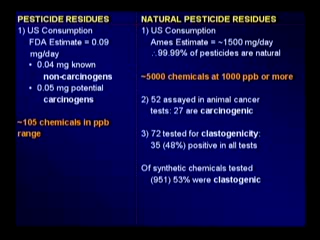 PESTICIDE RESIDUES
1) US Consumption
FDA Estimate = 0.09
mg/day
• 0.04 mg known
non-carcinogens
• 0.05 mg potential
carcinogens
~105 chemicals in ppb
range
NATURAL PESTICIDE RESIDUES
1) US Consumption
Ames Estimate = ~1500 mg/day
∴99.99% of pesticides are natural
~5000 chemicals at 1000 ppb or more
2) 52 assayed in animal cancer
tests: 27 are carcinogenic
3) 72 tested for clastogenicity:
35 (48%) positive in all tests
Of synthetic chemicals tested
(951) 53% were clastogenic